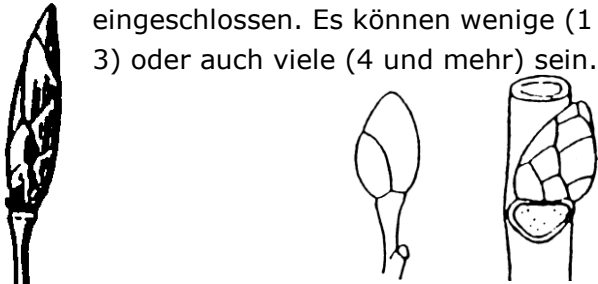 eingeschlossen. Es können wenige (1
3) oder auch viele (4 und mehr) sein.